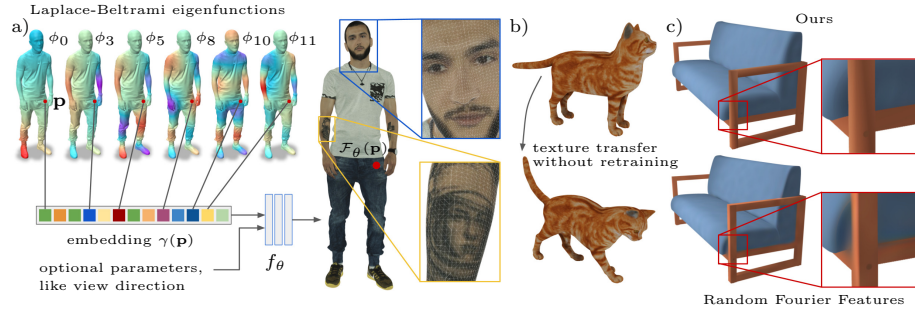 Laplace-Beltrami eigenfunctions
a)
ϕ0 ϕ3 ϕ5 ϕ8 ϕ10 ϕ11
p
embedding γ(p)
optional parameters,
like view direction
fθ
Fθ(p)
b)
texture transfer
without retraining
c)
Ours
Random Fourier Features